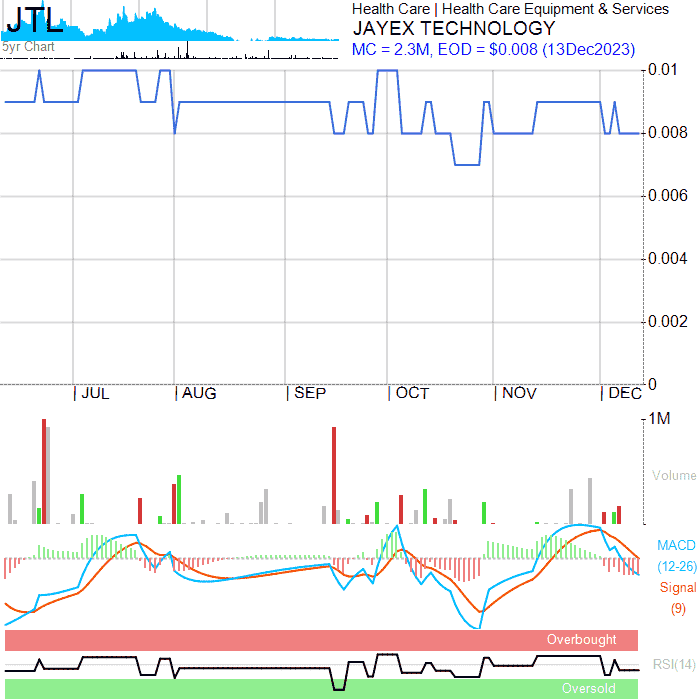 JTL
5yr Chart
Health Care | Health Care Equipment & Services
JAYEX TECHNOLOGY
MC = 2.3M, EOD = $0.008 (13Dec2023)
0.01
0.008
0.006
0.004
0.002
0
| JUL | AUG | SEP | OCT | NOV | DEC
1M
Volume
MACD
(12-26)
Signal
(9)
Overbought
RSI(14)
Oversold